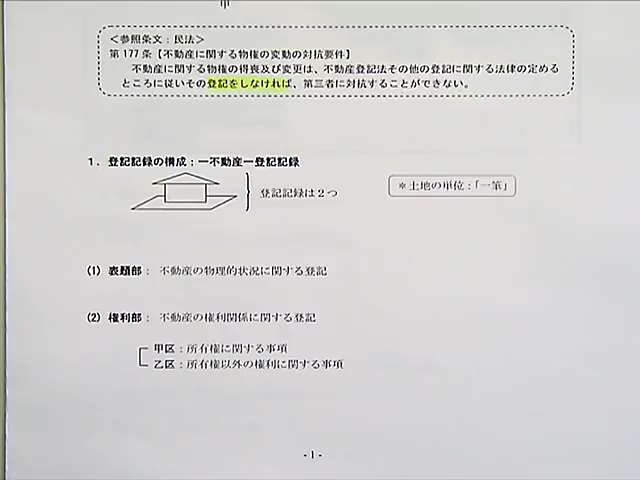 <参照条文:民法>
第177条【不動産に関する物権の変動の対抗要件】
不動産に関する物権の得喪及び変更は、不動産登記法その他の登記に関する法律の定める
ところに従いその登記をしなければ、第三者に対抗することができない。
1.登記記録の構成:一不動産一登記記録
登記記録は2つ
*土地の単位:「一筆」
(1) 表題部: 不動産の物理的状況に関する登記
(2) 権利部: 不動産の権利関係に関する登記
甲区:所有権に関する事項
乙区:所有権以外の権利に関する事項
- 1 -